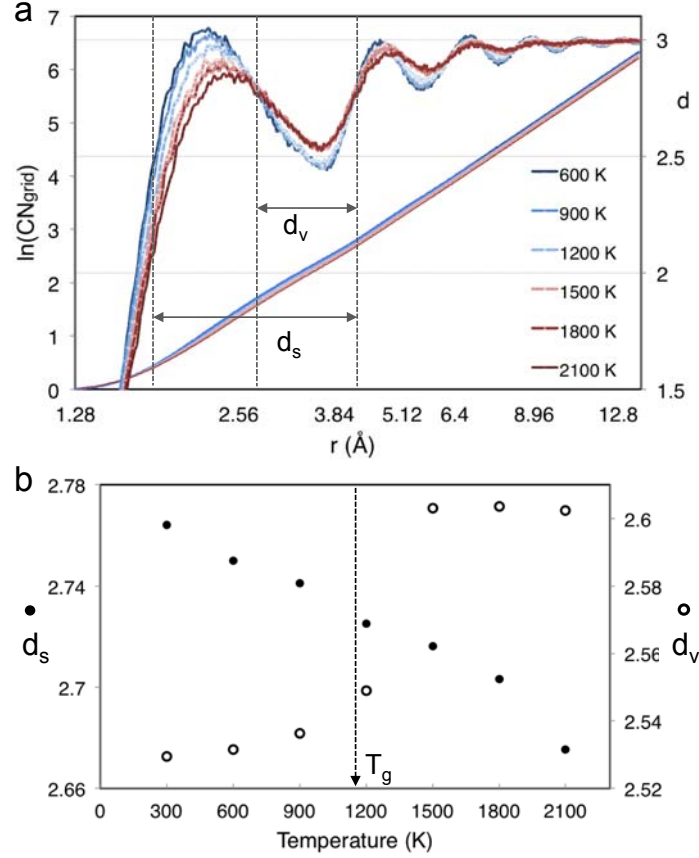 a
7
6
5
4
3
2
1
0
ln(CNgrid)
3
2.5
2
1.5
d
600 K
900 K
1200 K
1500 K
1800 K
2100 K
dv
ds
1.28 2.56 3.84 5.12 6.4 8.96 12.8
r (Å)
b
2.78
2.74
2.7
2.66
ds
2.6
2.58
2.56
2.54
2.52
dv
Tg
0 300 600 900 1200 1500 1800 2100
Temperature (K)